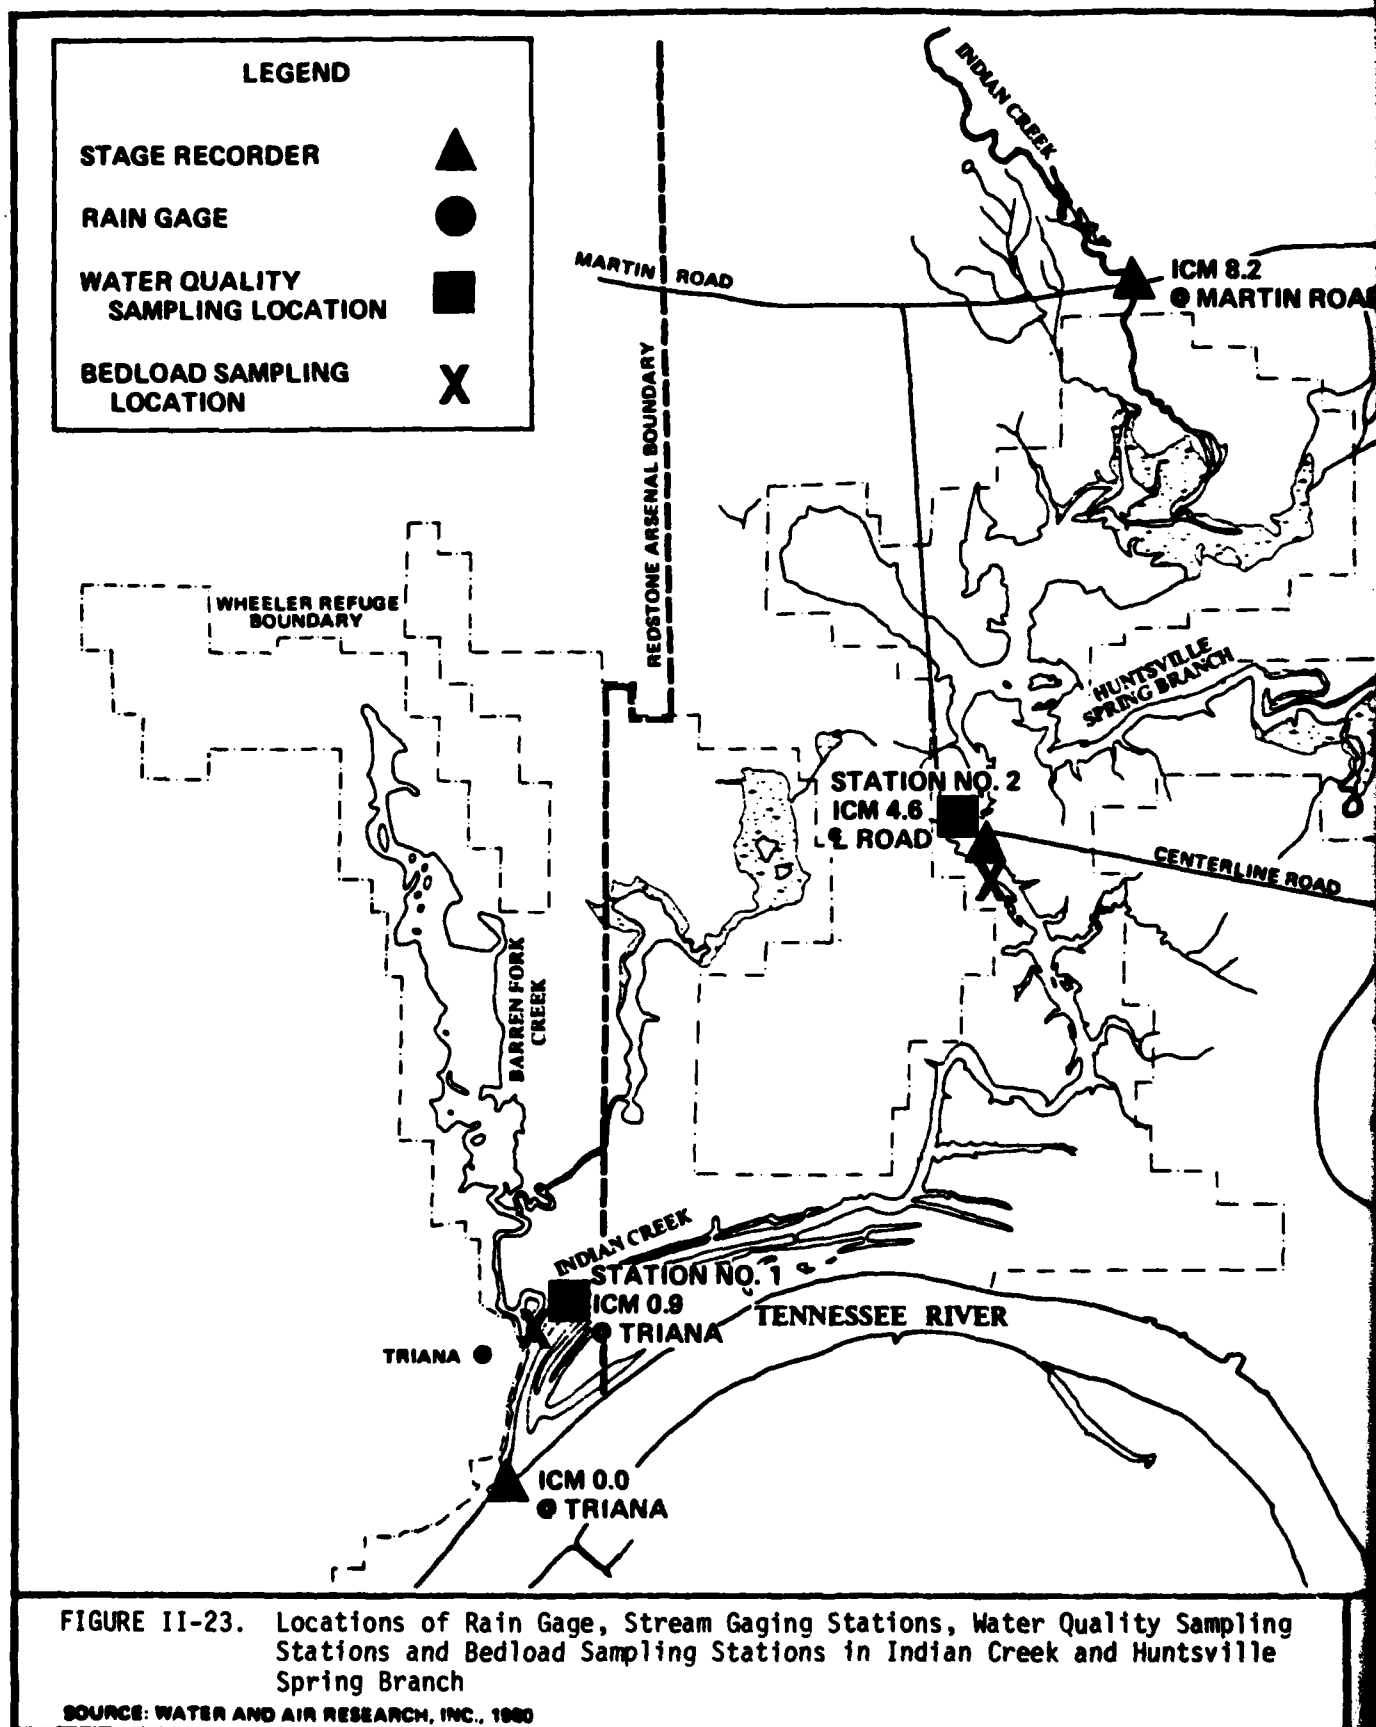 LEGEND
STAGE RECORDER
RAIN GAGE
WATER QUALITY
SAMPLING LOCATION
BEDLOAD SAMPLING
LOCATION
X
INDIAN CREEK
MARTIN ROAD
ICM 8.2
@ MARTIN ROA
REDSTONE ARSENAL BOUNDARY
WHEELER REFUGE
BOUNDARY
HUNTSVILLE
SPRING BRANCH
STATION NO. 2
ICM 4.6
℄ ROAD
X
CENTERLINE ROAD
BARREN FORK
CREEK
INDIAN CREEK
STATION NO. 1
ICM 0.9
@ TRIANA
TENNESSEE RIVER
TRIANA
ICM 0.0
@ TRIANA
FIGURE II-23. Locations of Rain Gage, Stream Gaging Stations, Water Quality Sampling
Stations and Bedload Sampling Stations in Indian Creek and Huntsville
Spring Branch
SOURCE: WATER AND AIR RESEARCH, INC., 1980